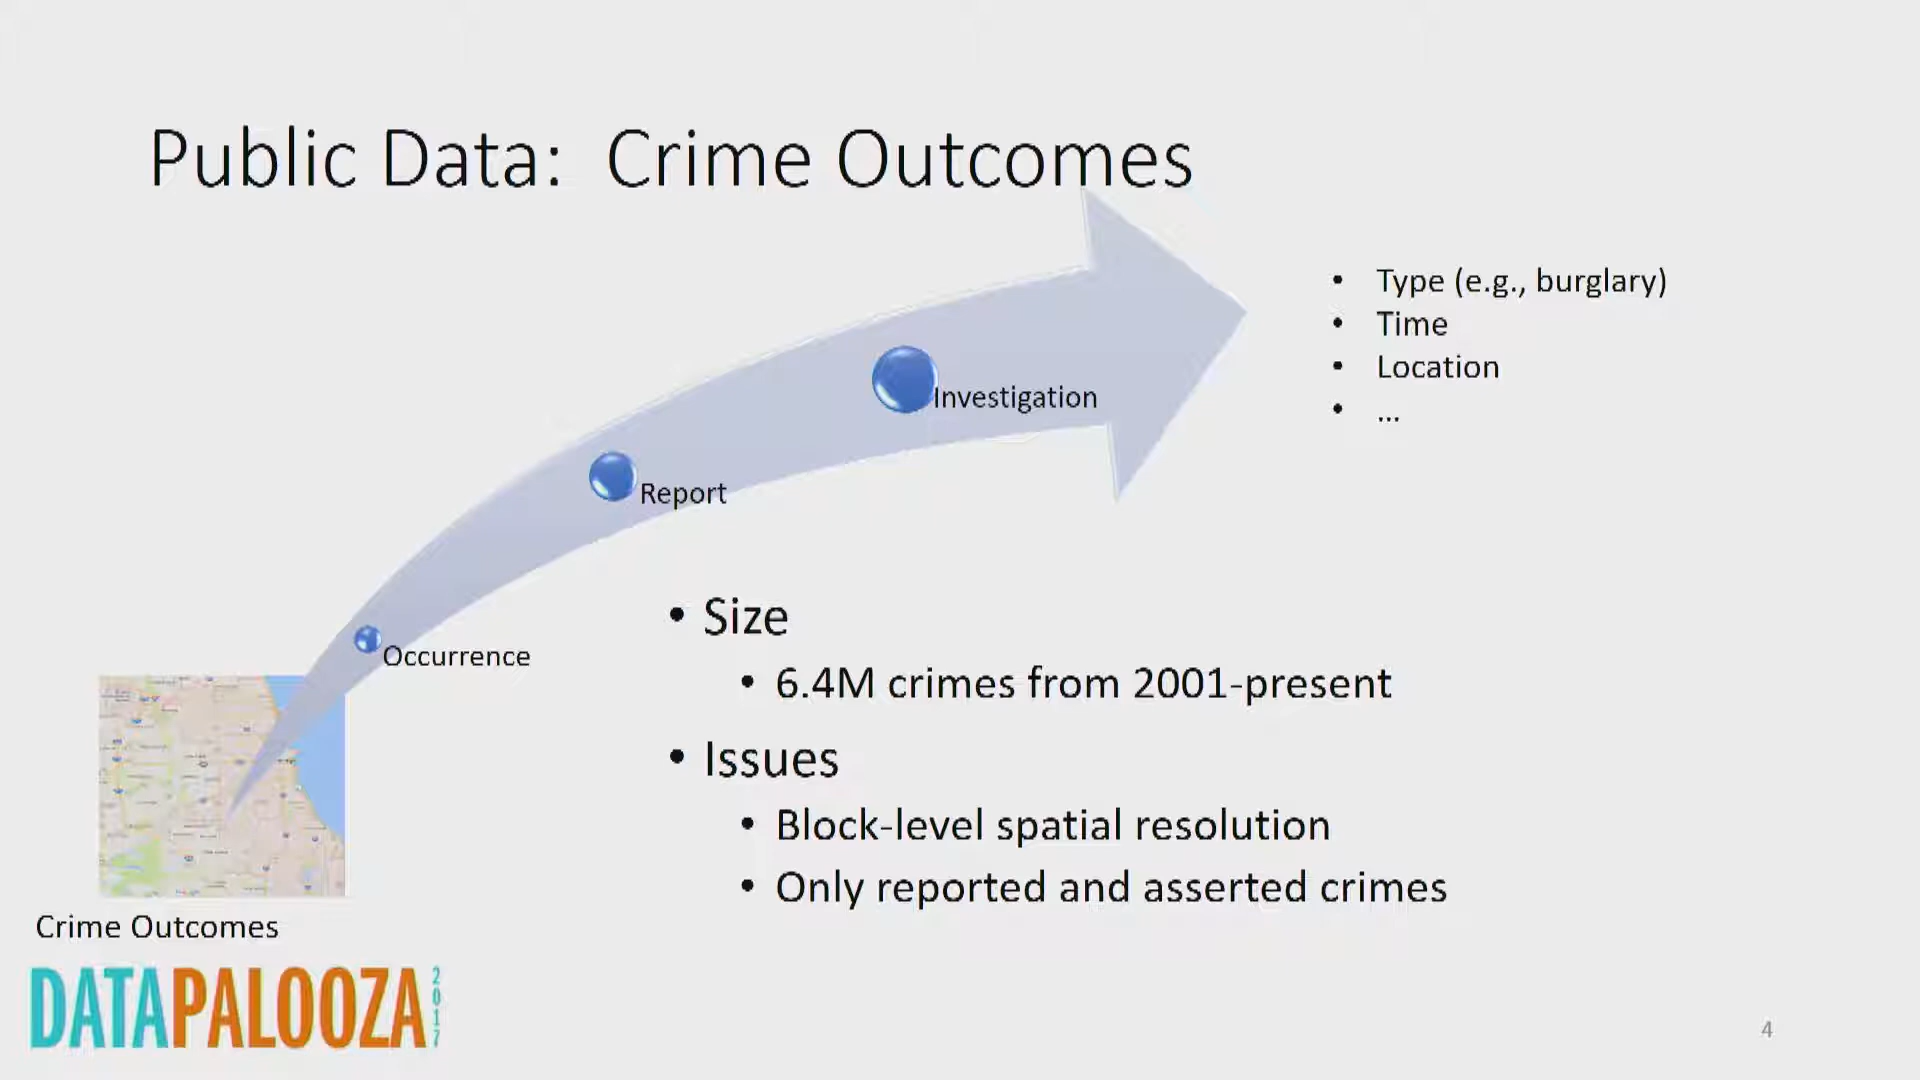 Public Data: Crime Outcomes
• Type (e.g., burglary)
• Time
• Location
• ...
Investigation
Report
Occurrence
• Size
• 6.4M crimes from 2001-present
• Issues
• Block-level spatial resolution
• Only reported and asserted crimes
Crime Outcomes
DATAPALOOZA 2017
4